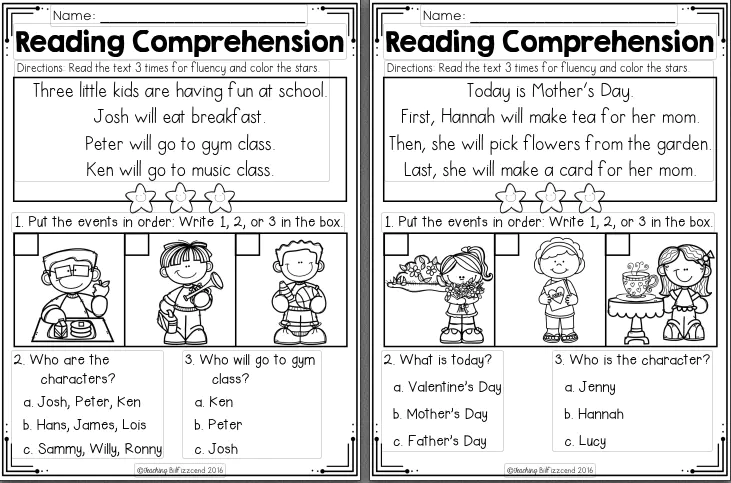 Name:
Reading Comprehension
Directions: Read the text 3 times for fluency and color the stars.
Three little kids are having fun at school.
Josh will eat breakfast.
Peter will go to gym class.
Ken will go to music class.
1. Put the events in order: Write 1, 2, or 3 in the box.
2. Who are the
characters?
a. Josh, Peter, Ken
b. Hans, James, Lois
c. Sammy, Willy, Ronny
3. Who will go to gym
class?
a. Ken
b. Peter
c. Josh
©Teaching Biilfizzcend 2016
Name:
Reading Comprehension
Directions: Read the text 3 times for fluency and color the stars.
Today is Mother's Day.
First, Hannah will make tea for her mom.
Then, she will pick flowers from the garden.
Last, she will make a card for her mom.
1. Put the events in order: Write 1, 2, or 3 in the box.
2. What is today?
a. Valentine's Day
b. Mother's Day
c. Father's Day
3. Who is the character?
a. Jenny
b. Hannah
c. Lucy
©Teaching Biilfizzcend 2016